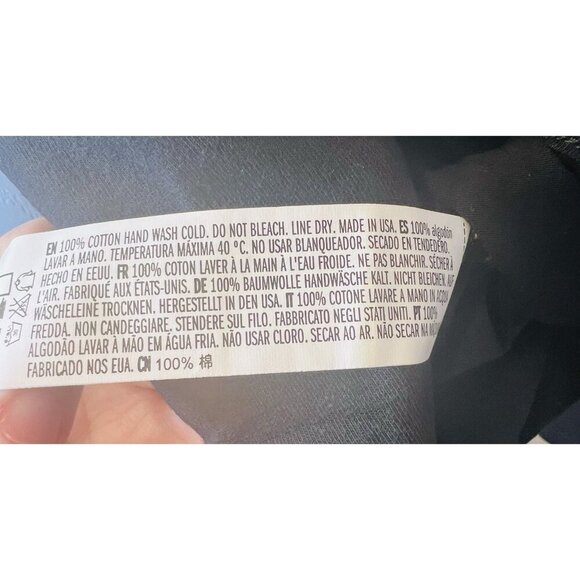 EN 100% COTTON HAND WASH COLD. DO NOT BLEACH. LINE DRY. MADE IN USA. ES 100% algodón
LAVAR A MANO. TEMPERATURA MÁXIMA 40 ºC. NO USAR BLANQUEADOR. SECADO EN TENDEDERO.
HECHO EN EEUU. FR 100% COTON LAVER À LA MAIN À L'EAU FROIDE. NE PAS BLANCHIR. SÉCHER À
L'AIR. FABRIQUÉ AUX ÉTATS-UNIS. DE 100% BAUMWOLLE HANDWÄSCHE KALT. NICHT BLEICHEN. AUF
WÄSCHELEINE TROCKNEN. HERGESTELLT IN DEN USA. IT 100% COTONE LAVARE A MANO IN ACQUA
FREDDA. NON CANDEGGIARE. STENDERE SUL FILO. FABBRICATO NEGLI STATI UNITI. PT 100%
ALGODÃO LAVAR À MÃO EM ÁGUA FRIA. NÃO USAR CLORO. SECAR AO AR. NÃO SECAR NA
FABRICADO NOS EUA. CN 100% 棉